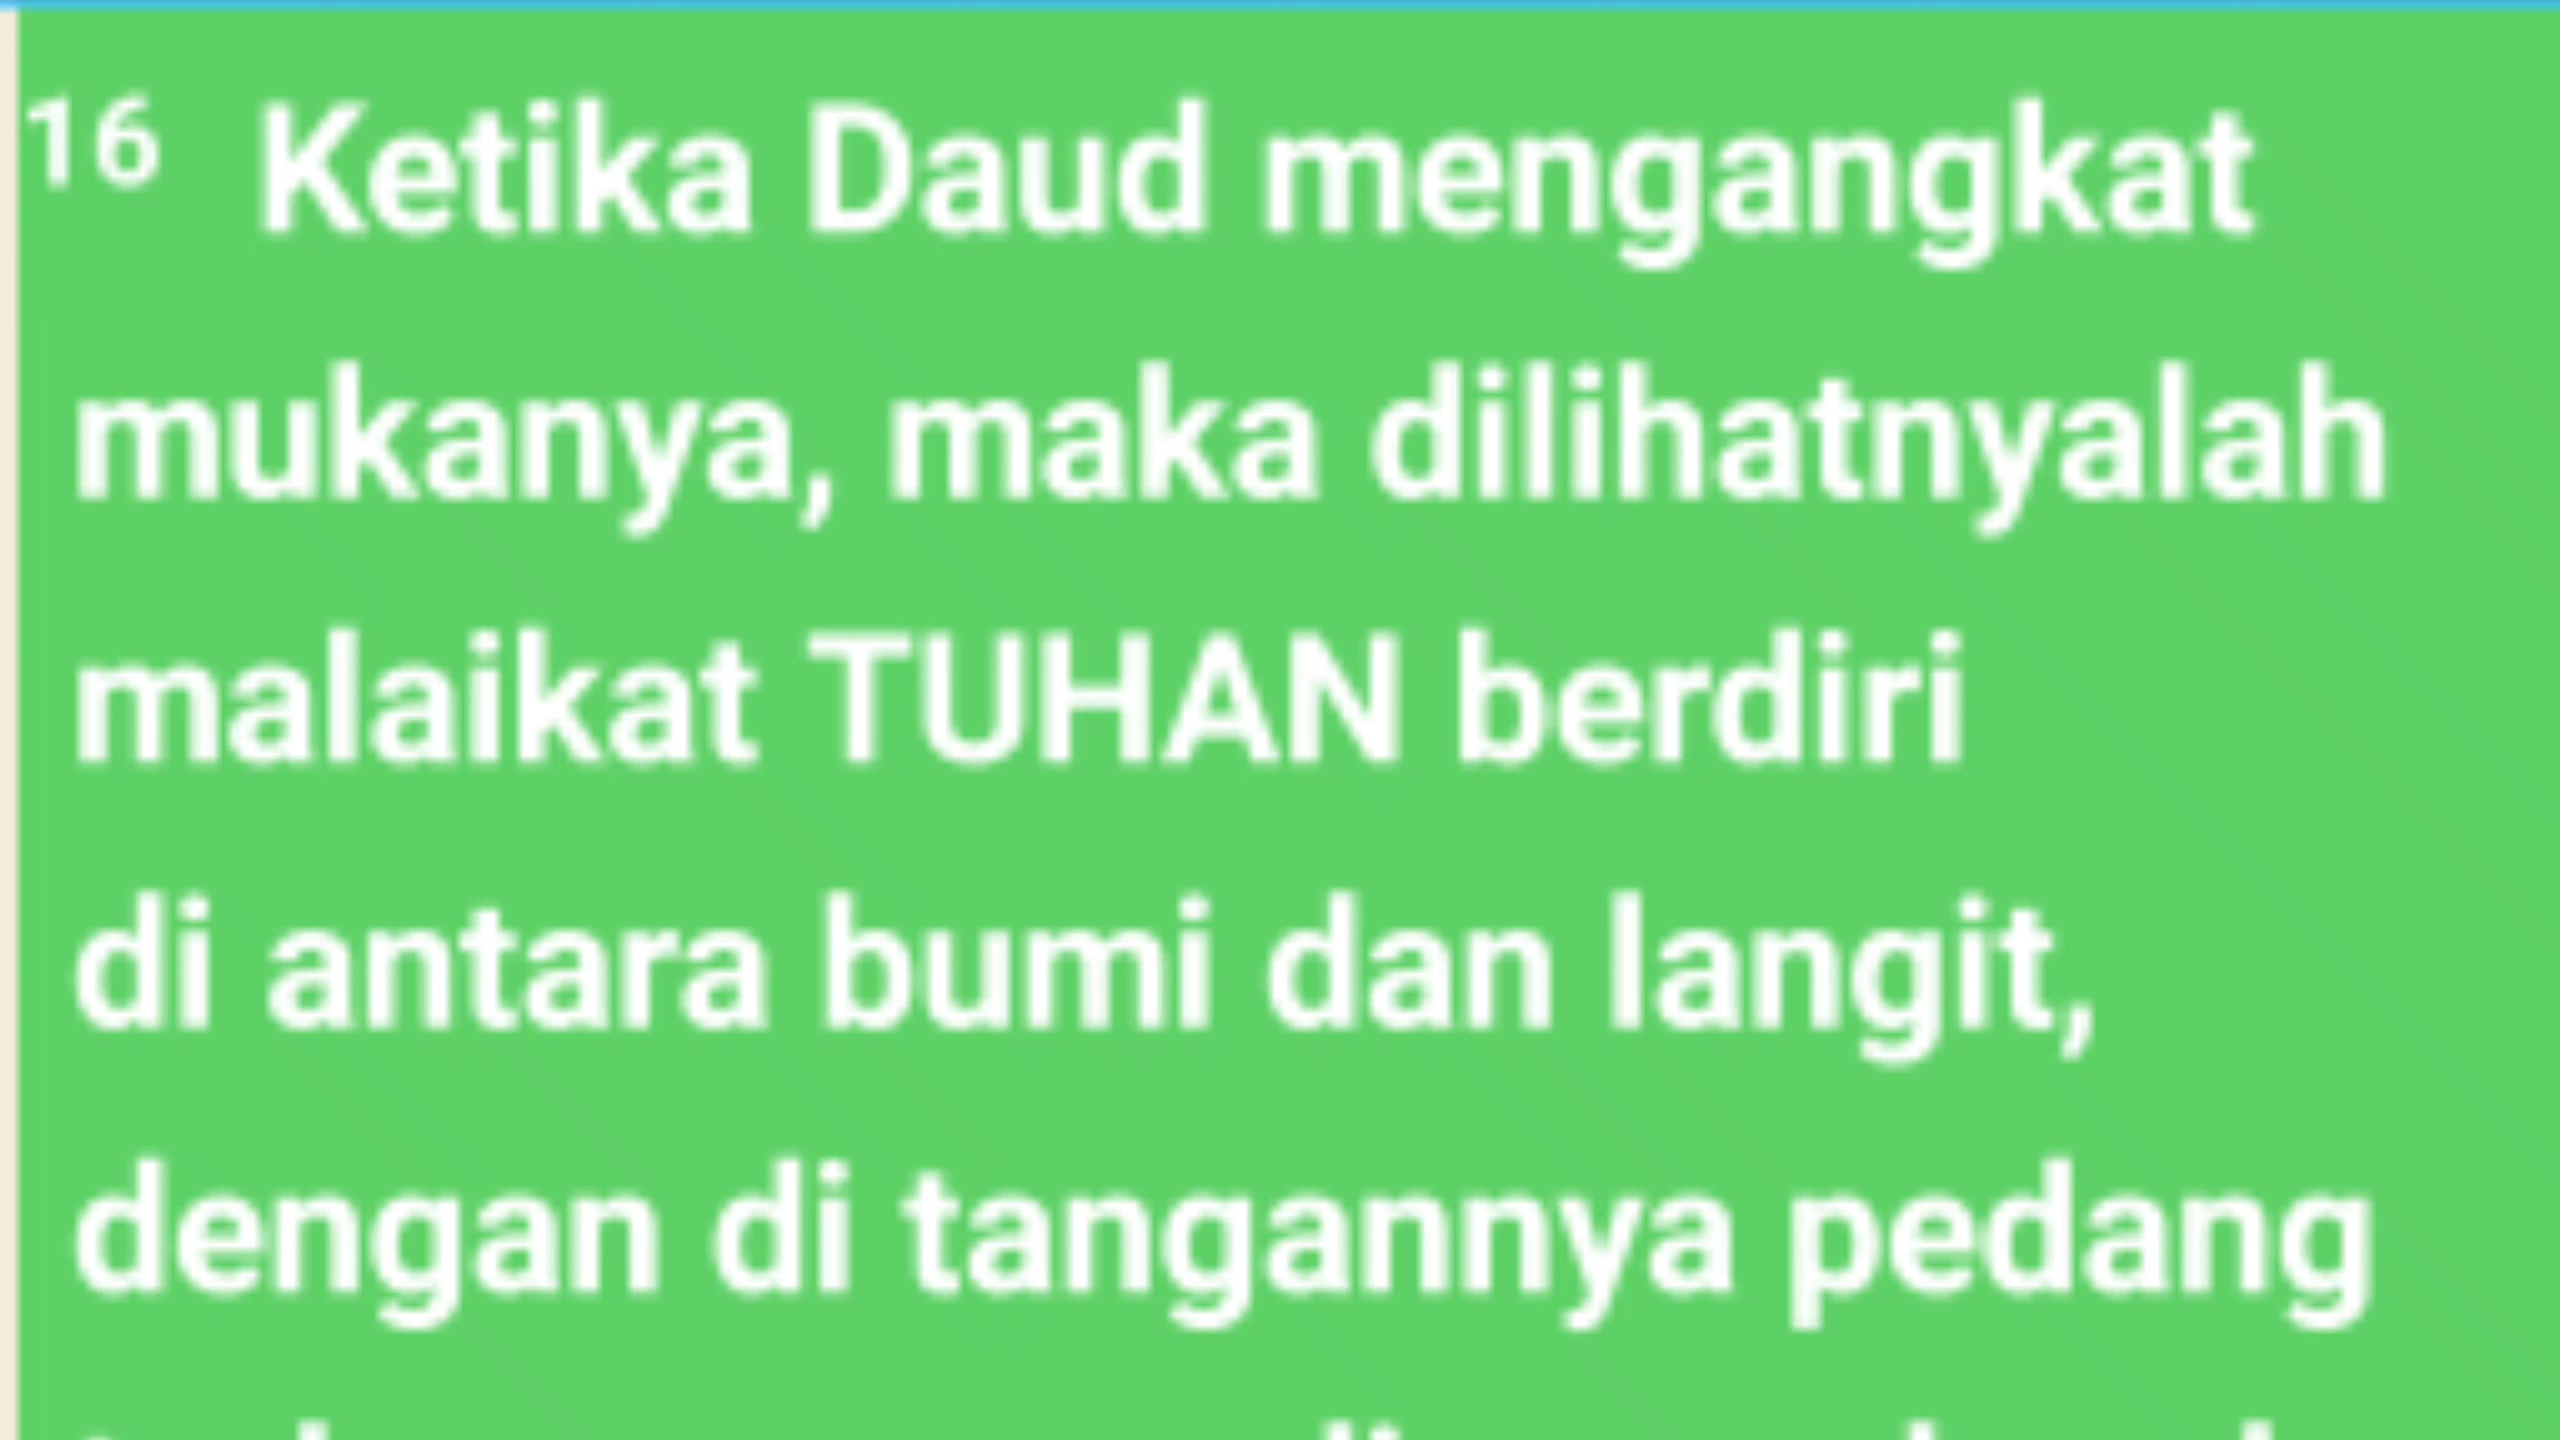 16 Ketika Daud mengangkat
mukanya, maka dilihatnyalah
malaikat TUHAN berdiri
di antara bumi dan langit,
dengan di tangannya pedang